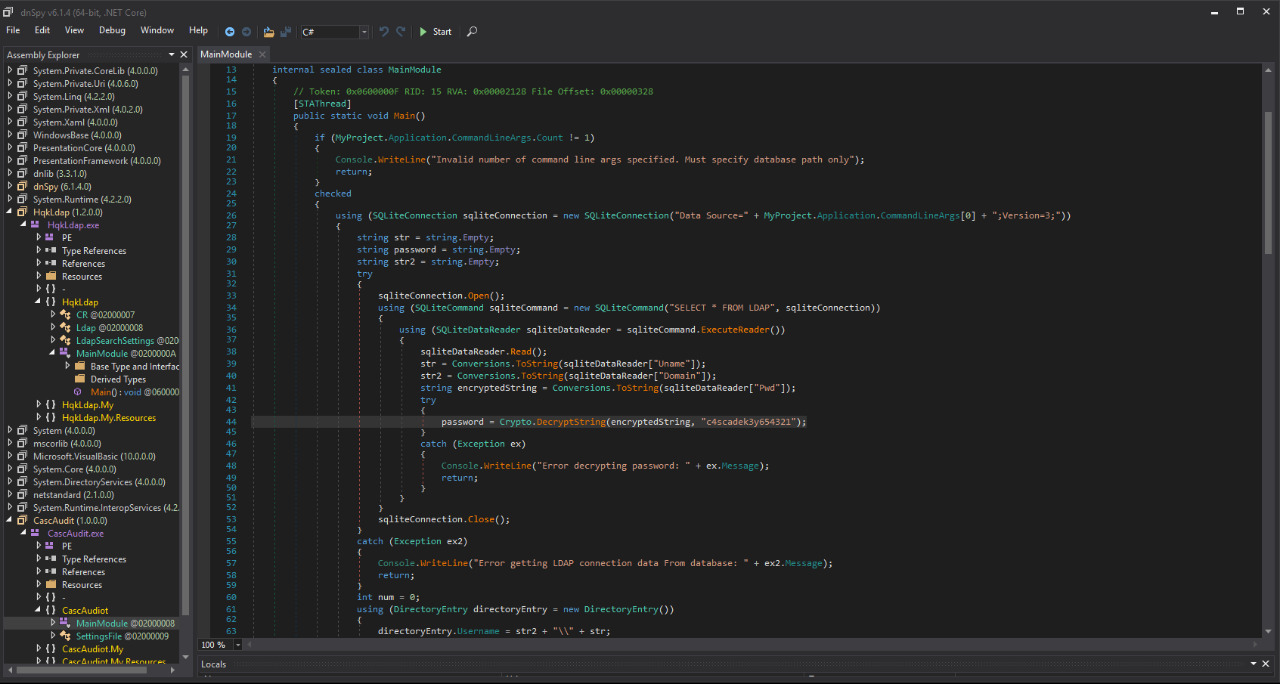 dnSpy v6.1.4 (64-bit, .NET Core)
File Edit View Debug Window Help C# Start
Assembly Explorer
System.Private.CoreLib (4.0.0.0)
System.Private.Uri (4.0.6.0)
System.Linq (4.2.2.0)
System.Private.Xml (4.0.2.0)
System.Xaml (4.0.0.0)
WindowsBase (4.0.0.0)
PresentationCore (4.0.0.0)
PresentationFramework (4.0.0.0)
dnlib (3.3.1.0)
dnSpy (6.1.4.0)
System.Runtime (4.2.2.0)
HqkLdap (1.2.0.0)
HqkLdap.exe
PE
Type References
References
Resources
{ } -
{ } HqkLdap
CR @02000007
Ldap @02000008
LdapSearchSettings @020
MainModule @0200000A
Base Type and Interfac
Derived Types
Main() : void @060000
{ } HqkLdap.My
{ } HqkLdap.My.Resources
System (4.0.0.0)
mscorlib (4.0.0.0)
Microsoft.VisualBasic (10.0.0.0)
System.Core (4.0.0.0)
System.DirectoryServices (4.0.0.0)
netstandard (2.1.0.0)
System.Runtime.InteropServices (4.2.
CascAudit (1.0.0.0)
CascAudit.exe
PE
Type References
References
Resources
{ } -
{ } CascAudiot
MainModule @02000008
SettingsFile @02000009
{ } CascAudiot.My
{ } CascAudiot.My.Resources
MainModule
13 internal sealed class MainModule
14 {
15 // Token: 0x0600000F RID: 15 RVA: 0x00002128 File Offset: 0x00000328
16 [STAThread]
17 public static void Main()
18 {
19 if (MyProject.Application.CommandLineArgs.Count != 1)
20 {
21 Console.WriteLine("Invalid number of command line args specified. Must specify database path only");
22 return;
23 }
24 checked
25 {
26 using (SQLiteConnection sqliteConnection = new SQLiteConnection("Data Source=" + MyProject.Application.CommandLineArgs[0] + ";Version=3;"))
27 {
28 string str = string.Empty;
29 string password = string.Empty;
30 string str2 = string.Empty;
31 try
32 {
33 sqliteConnection.Open();
34 using (SQLiteCommand sqliteCommand = new SQLiteCommand("SELECT * FROM LDAP", sqliteConnection))
35 {
36 using (SQLiteDataReader sqliteDataReader = sqliteCommand.ExecuteReader())
37 {
38 sqliteDataReader.Read();
39 str = Conversions.ToString(sqliteDataReader["Uname"]);
40 str2 = Conversions.ToString(sqliteDataReader["Domain"]);
41 string encryptedString = Conversions.ToString(sqliteDataReader["Pwd"]);
42 try
43 {
44 password = Crypto.DecryptString(encryptedString, "c4scadek3y654321");
45 }
46 catch (Exception ex)
47 {
48 Console.WriteLine("Error decrypting password: " + ex.Message);
49 return;
50 }
51 }
52 }
53 sqliteConnection.Close();
54 }
55 catch (Exception ex2)
56 {
57 Console.WriteLine("Error getting LDAP connection data From database: " + ex2.Message);
58 return;
59 }
60 int num = 0;
61 using (DirectoryEntry directoryEntry = new DirectoryEntry())
62 {
63 directoryEntry.Username = str2 + "\\" + str;
100 %
Locals